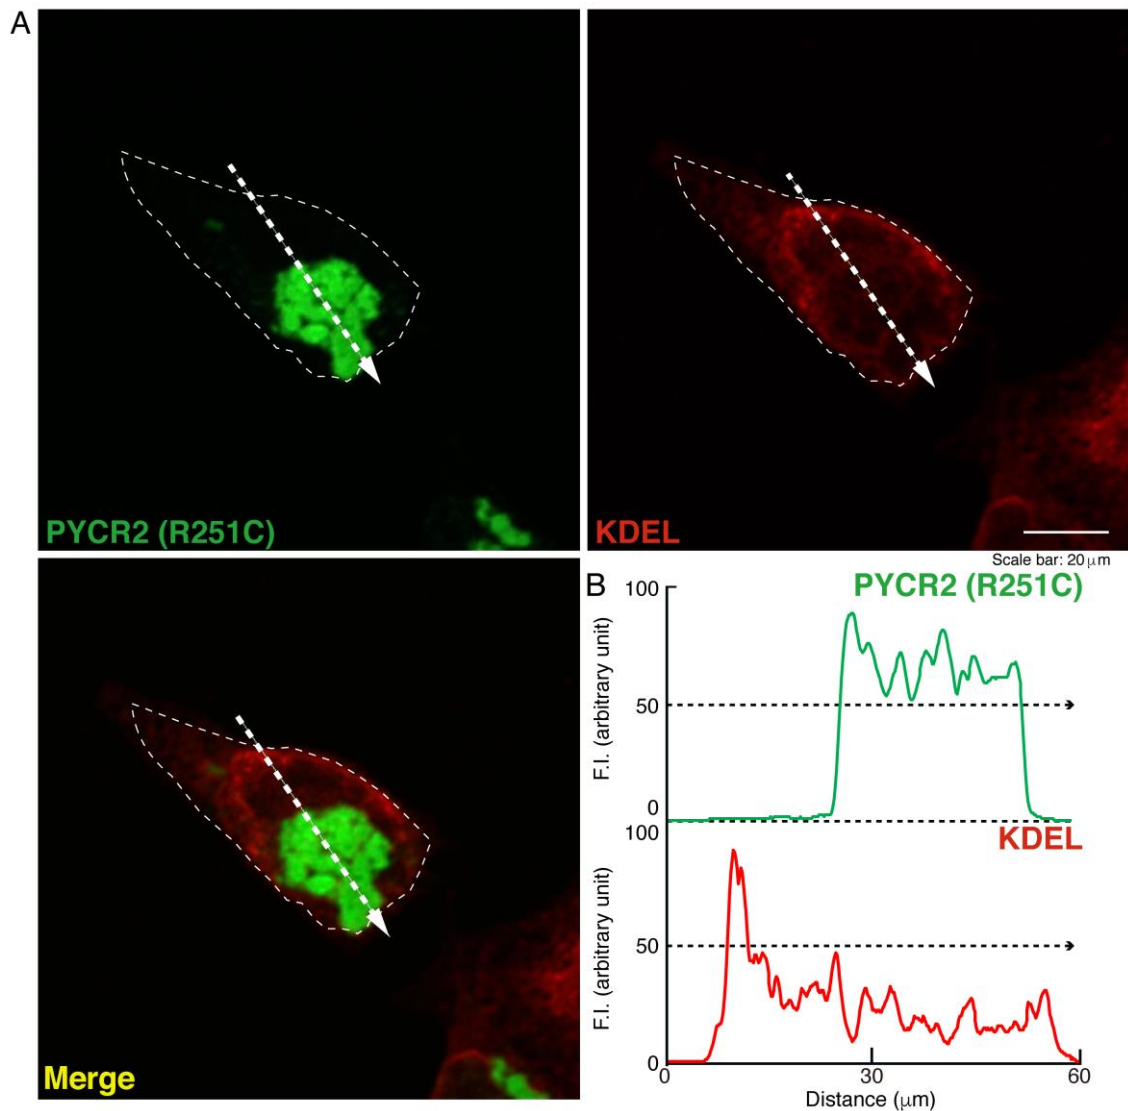 A
PYCR2 (R251C)
KDEL
Scale bar: 20 μm
Merge
B
PYCR2 (R251C)
100
50
0
F.I. (arbitrary unit)
KDEL
100
50
0
F.I. (arbitrary unit)
0
30
60
Distance (μm)